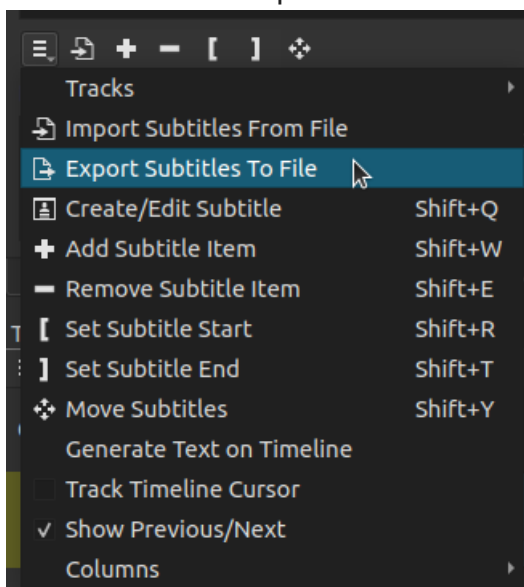 Tracks
Import Subtitles From File
Export Subtitles To File
Create/Edit Subtitle Shift+Q
Add Subtitle Item Shift+W
Remove Subtitle Item Shift+E
Set Subtitle Start Shift+R
Set Subtitle End Shift+T
Move Subtitles Shift+Y
Generate Text on Timeline
Track Timeline Cursor
Show Previous/Next
Columns